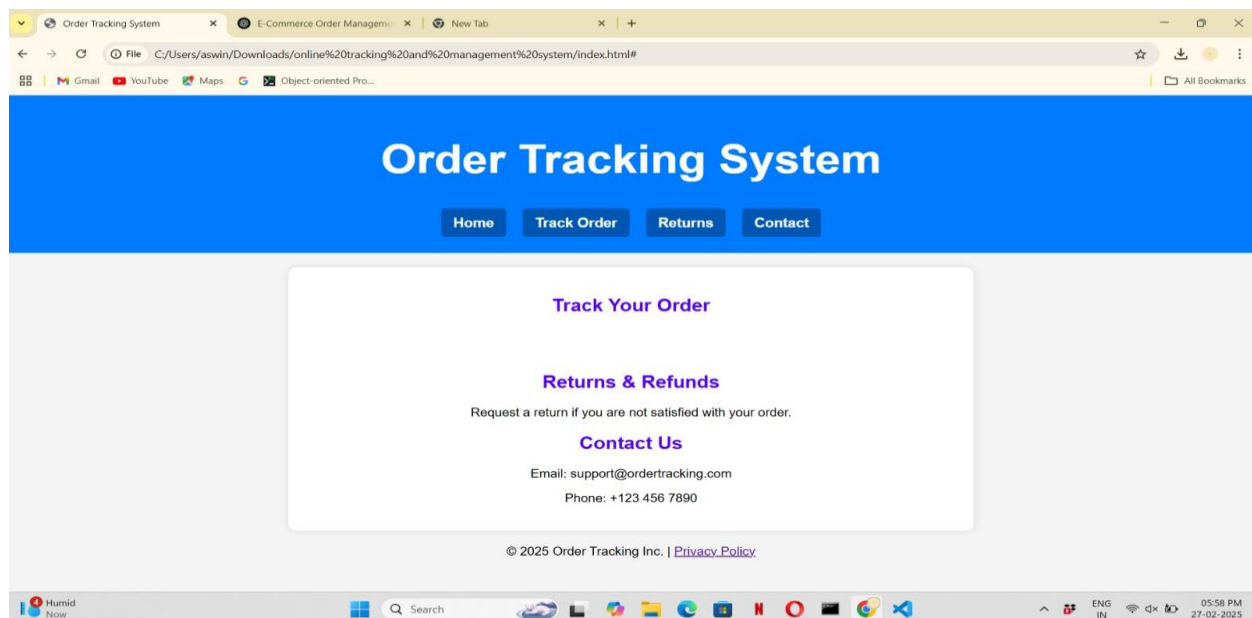 Order Tracking System
E-Commerce Order Manageme
New Tab
File C:/Users/aswin/Downloads/online%20tracking%20and%20management%20system/index.html#
Gmail YouTube Maps Object-oriented Pro... All Bookmarks
Order Tracking System
Home Track Order Returns Contact
Track Your Order
Returns & Refunds
Request a return if you are not satisfied with your order.
Contact Us
Email: support@ordertracking.com
Phone: +123 456 7890
© 2025 Order Tracking Inc. | Privacy Policy
4 Humid
Now
Search
ENG
IN
05:58 PM
27-02-2025